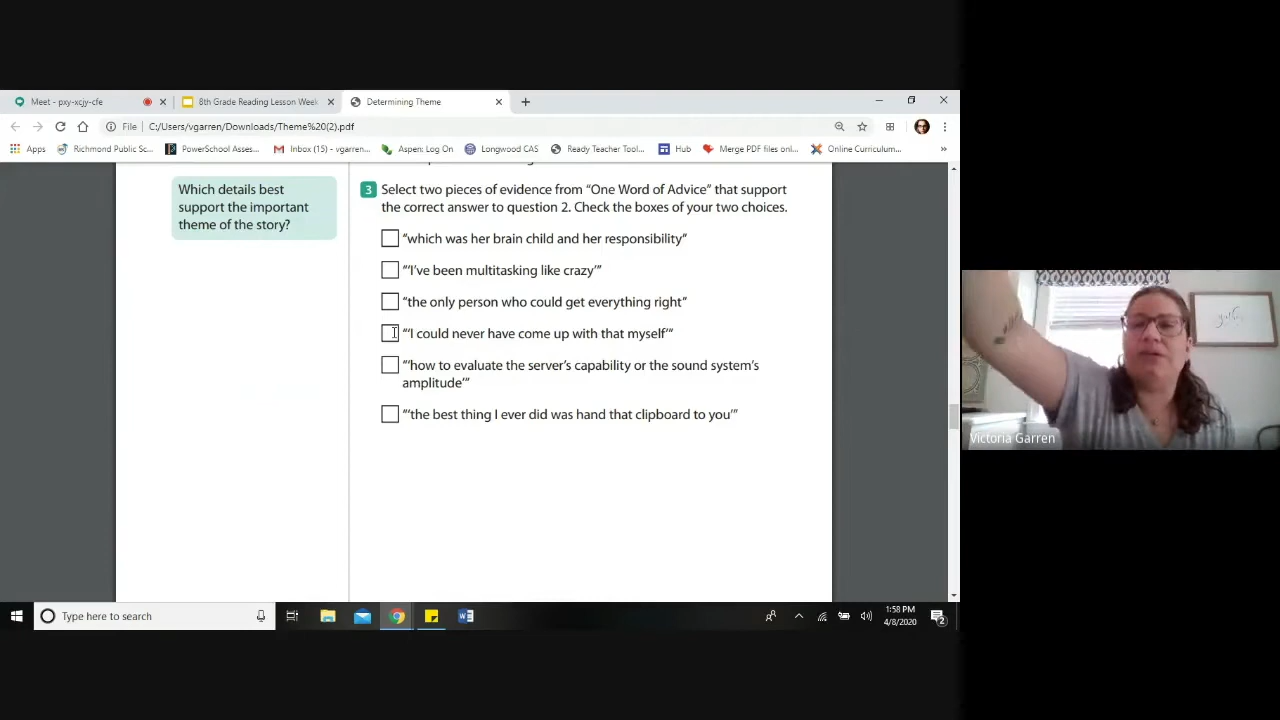 Meet - pxy-xcjy-cfe
8th Grade Reading Lesson Week
Determining Theme
File
C:/Users/vgarren/Downloads/Theme%20(2).pdf
Apps
Richmond Public Sc...
PowerSchool Asses...
Inbox (15) - vgarren...
Aspen: Log On
Longwood CAS
Ready Teacher Tool...
Hub
Merge PDF files onl...
Online Curriculum...
Which details best
support the important
theme of the story?
3 Select two pieces of evidence from “One Word of Advice” that support
the correct answer to question 2. Check the boxes of your two choices.
“which was her brain child and her responsibility”
“‘I’ve been multitasking like crazy’”
“the only person who could get everything right”
“‘I could never have come up with that myself’”
“‘how to evaluate the server’s capability or the sound system’s
amplitude’”
“‘the best thing I ever did was hand that clipboard to you’”
Victoria Garren
Type here to search
1:58 PM
4/8/2020
2